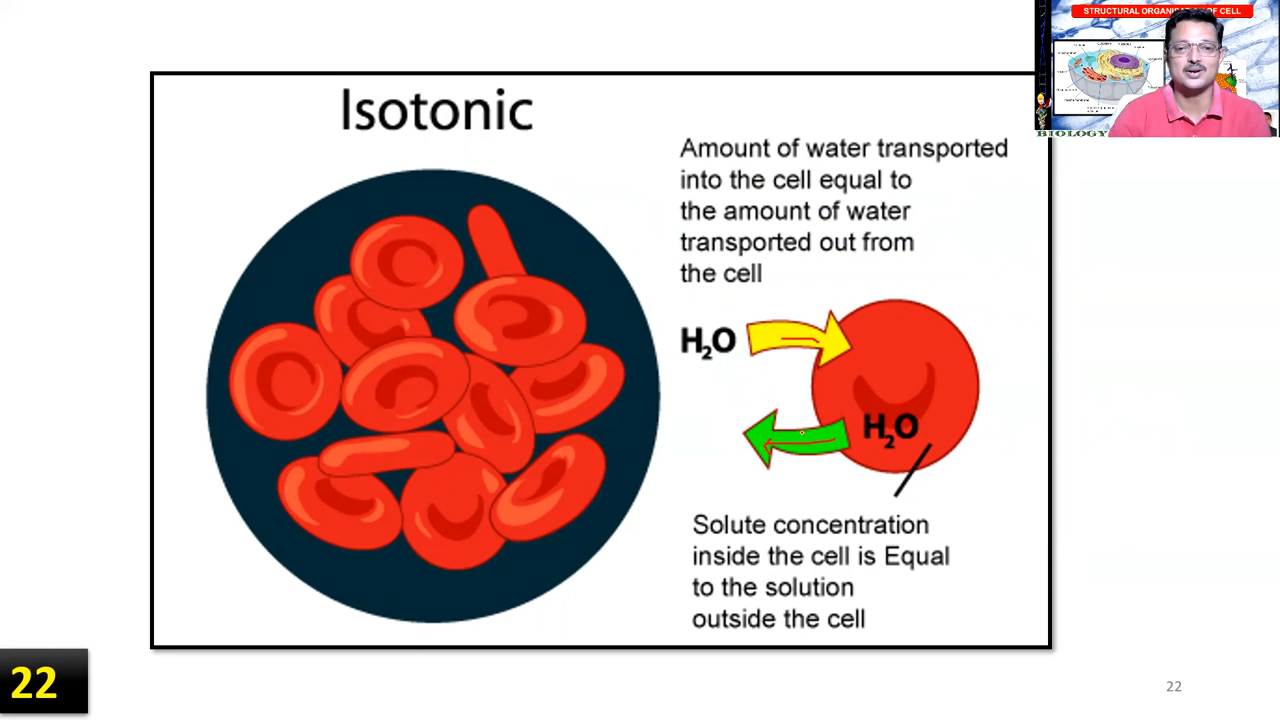 STRUCTURAL ORGANISATION OF CELL
BIOLOGY
Isotonic
Amount of water transported
into the cell equal to
the amount of water
transported out from
the cell
H₂O
H₂O
Solute concentration
inside the cell is Equal
to the solution
outside the cell
22
22